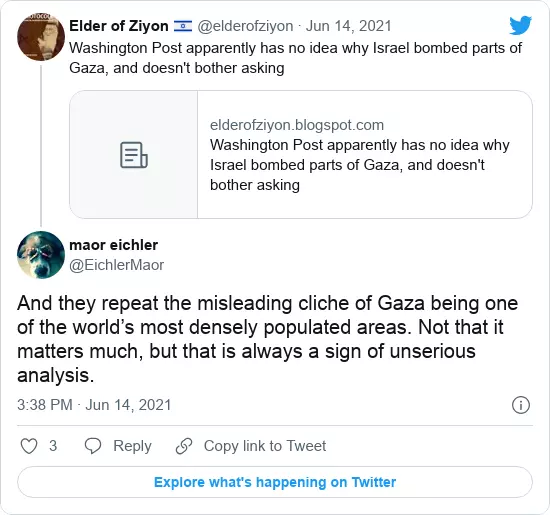 Elder of Ziyon 🇮🇱 @elderofziyon · Jun 14, 2021
Washington Post apparently has no idea why Israel bombed parts of
Gaza, and doesn't bother asking
elderofziyon.blogspot.com
Washington Post apparently has no idea why
Israel bombed parts of Gaza, and doesn't
bother asking
maor eichler
@EichlerMaor
And they repeat the misleading cliche of Gaza being one
of the world’s most densely populated areas. Not that it
matters much, but that is always a sign of unserious
analysis.
3:38 PM · Jun 14, 2021
3 Reply Copy link to Tweet
Explore what's happening on Twitter